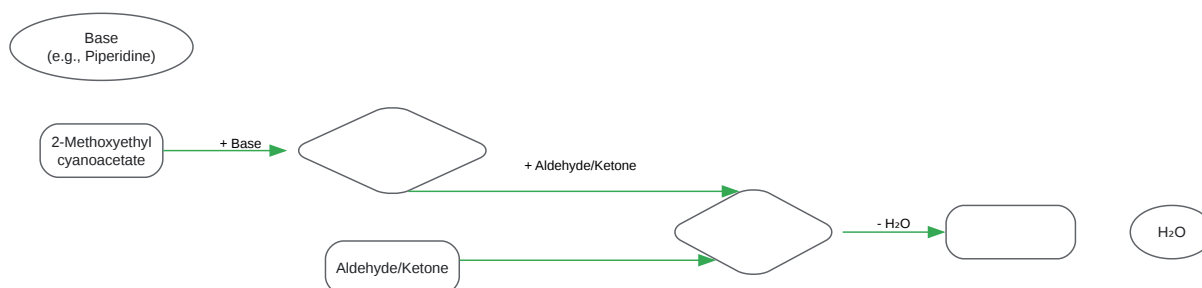 Base
(e.g., Piperidine)
2-Methoxyethyl
cyanoacetate
+ Base
+ Aldehyde/Ketone
Aldehyde/Ketone
- H₂O
H₂O